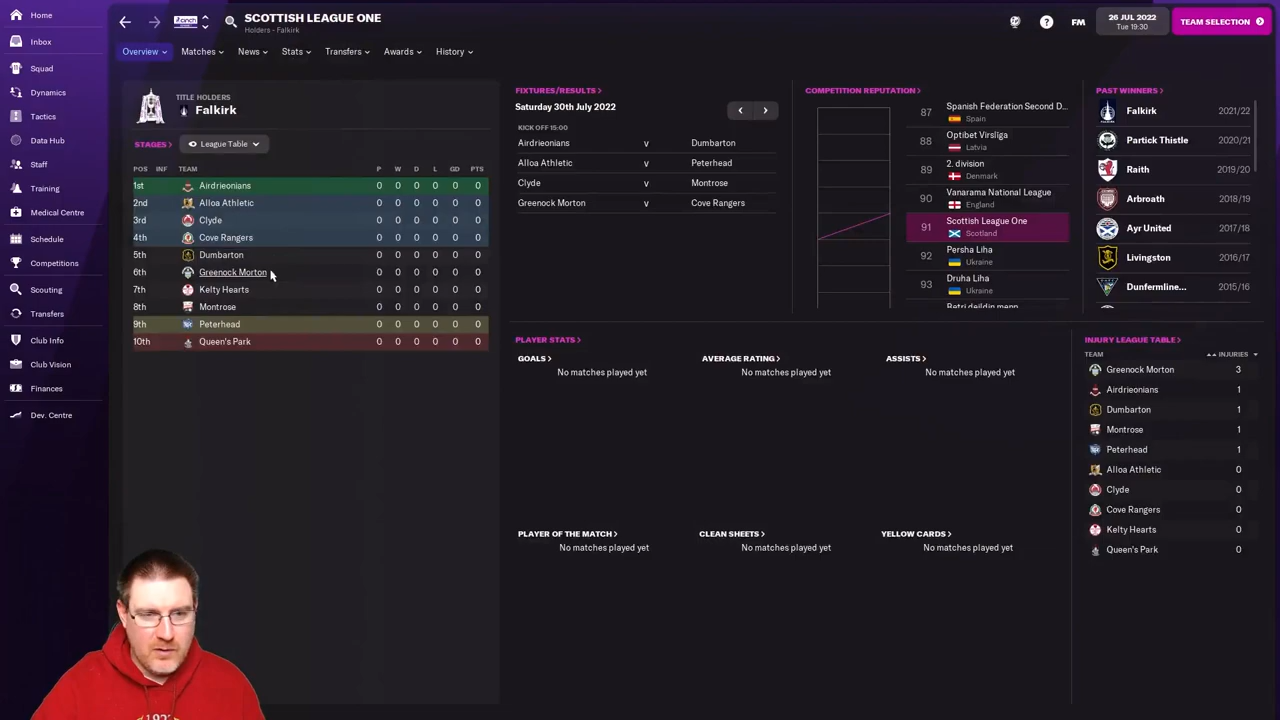 Home
Inbox
Squad
Dynamics
Tactics
Data Hub
Staff
Training
Medical Centre
Schedule
Competitions
Scouting
Transfers
Club Info
Club Vision
Finances
Dev. Centre
SCOTTISH LEAGUE ONE
Holders - Falkirk
FM
26 JUL 2022
Tue 19:30
TEAM SELECTION
Overview
Matches
News
Stats
Transfers
Awards
History
TITLE HOLDERS
Falkirk
STAGES
League Table
POS INF TEAM P W D L GD PTS
1st Airdrieonians 0 0 0 0 0 0
2nd Alloa Athletic 0 0 0 0 0 0
3rd Clyde 0 0 0 0 0 0
4th Cove Rangers 0 0 0 0 0 0
5th Dumbarton 0 0 0 0 0 0
6th Greenock Morton 0 0 0 0 0 0
7th Kelty Hearts 0 0 0 0 0 0
8th Montrose 0 0 0 0 0 0
9th Peterhead 0 0 0 0 0 0
10th Queen's Park 0 0 0 0 0 0
FIXTURES/RESULTS
Saturday 30th July 2022
KICK OFF 15:00
Airdrieonians v Dumbarton
Alloa Athletic v Peterhead
Clyde v Montrose
Greenock Morton v Cove Rangers
COMPETITION REPUTATION
87 Spanish Federation Second D...
Spain
88 Optibet Virslīga
Latvia
89 2. division
Denmark
90 Vanarama National League
England
91 Scottish League One
Scotland
92 Persha Liha
Ukraine
93 Druha Liha
Ukraine
PAST WINNERS
Falkirk 2021/22
Partick Thistle 2020/21
Raith 2019/20
Arbroath 2018/19
Ayr United 2017/18
Livingston 2016/17
Dunfermline... 2015/16
PLAYER STATS
GOALS
No matches played yet
AVERAGE RATING
No matches played yet
ASSISTS
No matches played yet
PLAYER OF THE MATCH
No matches played yet
CLEAN SHEETS
No matches played yet
YELLOW CARDS
No matches played yet
INJURY LEAGUE TABLE
TEAM INJURIES
Greenock Morton 3
Airdrieonians 1
Dumbarton 1
Montrose 1
Peterhead 1
Alloa Athletic 0
Clyde 0
Cove Rangers 0
Kelty Hearts 0
Queen's Park 0